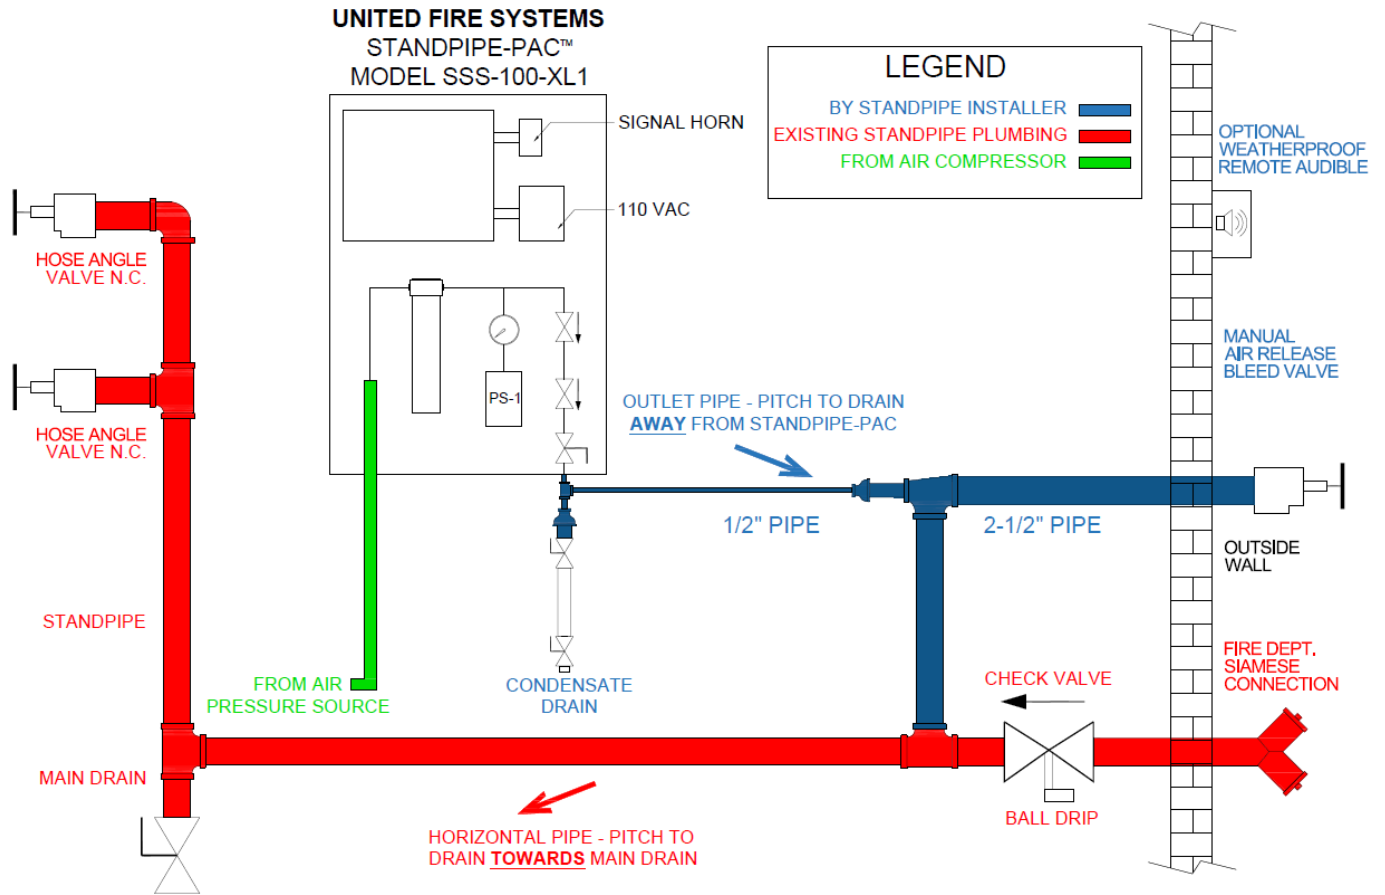 UNITED FIRE SYSTEMS
STANDPIPE-PAC™
MODEL SSS-100-XL1
LEGEND
BY STANDPIPE INSTALLER
EXISTING STANDPIPE PLUMBING
FROM AIR COMPRESSOR
SIGNAL HORN
110 VAC
OPTIONAL
WEATHERPROOF
REMOTE AUDIBLE
HOSE ANGLE
VALVE N.C.
MANUAL
AIR RELEASE
BLEED VALVE
PS-1
OUTLET PIPE - PITCH TO DRAIN
AWAY FROM STANDPIPE-PAC
HOSE ANGLE
VALVE N.C.
1/2" PIPE
2-1/2" PIPE
OUTSIDE
WALL
STANDPIPE
FROM AIR
PRESSURE SOURCE
CONDENSATE
DRAIN
CHECK VALVE
FIRE DEPT.
SIAMESE
CONNECTION
MAIN DRAIN
BALL DRIP
HORIZONTAL PIPE - PITCH TO
DRAIN TOWARDS MAIN DRAIN